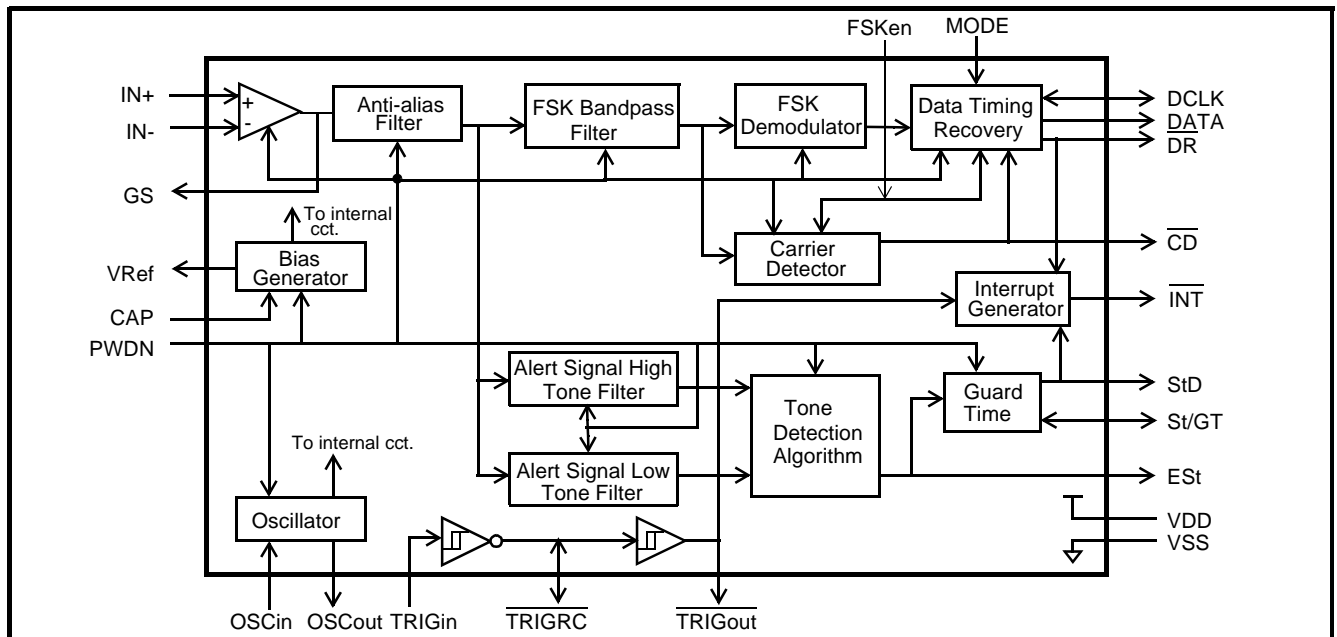 FSKen
MODE
IN+
IN-
+
-
Anti-alias
Filter
FSK Bandpass
Filter
FSK
Demodulator
Data Timing
Recovery
DCLK
DATA
DR
GS
To internal
cct.
Bias
Generator
VRef
CAP
PWDN
Carrier
Detector
CD
Interrupt
Generator
INT
Alert Signal High
Tone Filter
Tone
Detection
Algorithm
Guard
Time
StD
St/GT
To internal cct.
Alert Signal Low
Tone Filter
ESt
Oscillator
VDD
VSS
OSCin
OSCout
TRIGin
TRIGRC
TRIGout